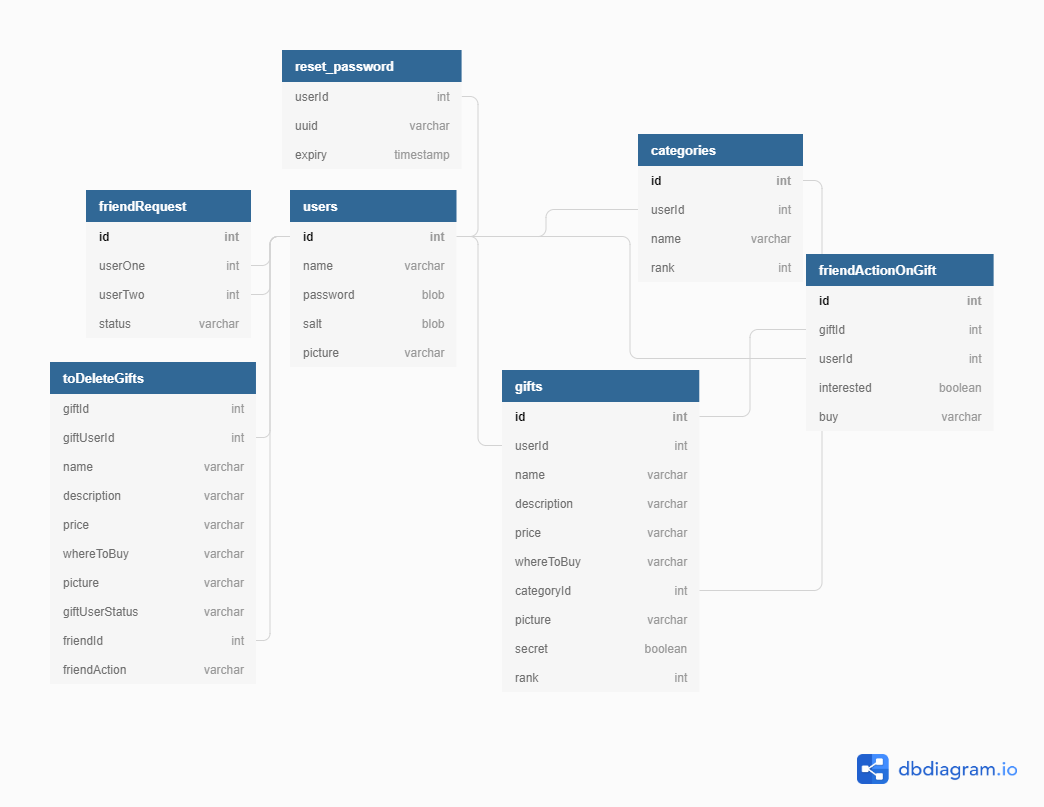 reset_password
userId int
uuid varchar
expiry timestamp
categories
id int
userId int
name varchar
rank int
friendRequest
id int
userOne int
userTwo int
status varchar
users
id int
name varchar
password blob
salt blob
picture varchar
friendActionOnGift
id int
giftId int
userId int
interested boolean
buy varchar
toDeleteGifts
giftId int
giftUserId int
name varchar
description varchar
price varchar
whereToBuy varchar
picture varchar
giftUserStatus varchar
friendId int
friendAction varchar
gifts
id int
userId int
name varchar
description varchar
price varchar
whereToBuy varchar
categoryId int
picture varchar
secret boolean
rank int
dbdiagram.io